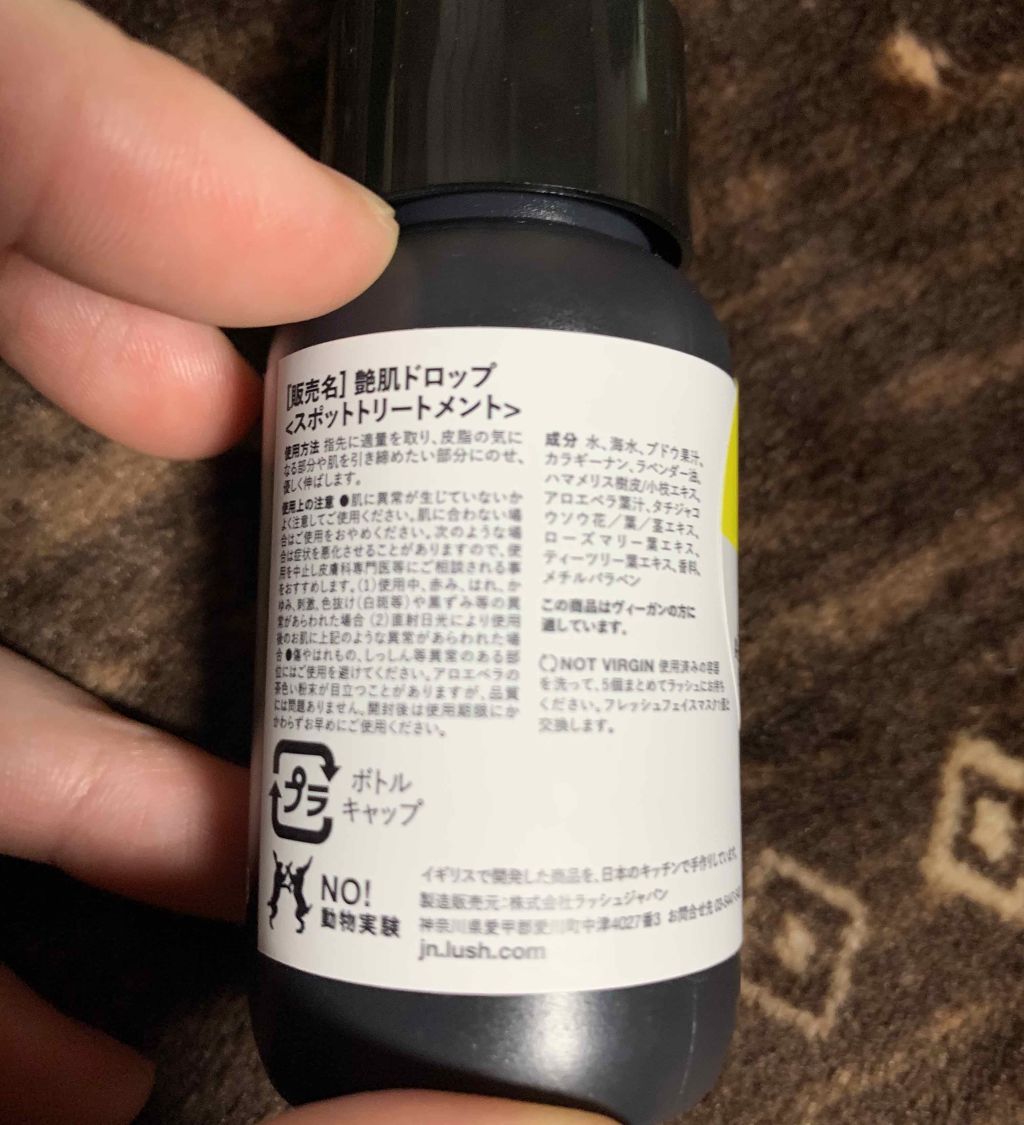 [販売名] 艶肌ドロップ
<スポットトリートメント>
使用方法 指先に適量を取り、皮脂の気に
なる部分や肌を引き締めたい部分にのせ、
優しく伸ばします。
使用上の注意 ●肌に異常が生じていないか
よく注意してご使用ください。肌に合わない場
合はご使用をおやめください。次のような場
合は症状を悪化させることがありますので、使
用を中止し皮膚科専門医等にご相談される事
をおすすめします。(1)使用中、赤み、はれ、か
ゆみ、刺激、色抜け(白斑等)や黒ずみ等の異
常があらわれた場合 (2)直射日光により使用
後のお肌に上記のような異常があらわれた場
合 ●傷やはれもの、しっしん等異常のある部
位にはご使用を避けてください。アロエベラの
茶色い粉末が目立つことがありますが、品質
には問題ありません。開封後は使用期限にか
かわらずお早めにご使用ください。
成分 水、海水、ブドウ果汁、
カラギーナン、ラベンダー油、
ハマメリス樹皮/小枝エキス、
アロエベラ葉汁、タチジャコ
ウソウ花/葉/茎エキス、
ローズマリー葉エキス、
ティーツリー葉エキス、香料、
メチルパラベン
この商品はヴィーガンの方に
適しています。
NOT VIRGIN 使用済みの容器
を洗って、5個まとめてラッシュにお持ち
ください。フレッシュフェイスマスク1個と
交換します。
プラ
ボトル
キャップ
NO!
動物実験
イギリスで開発した商品を、日本のキッチンで手作りしています。
製造販売元:株式会社ラッシュジャパン
神奈川県愛甲郡愛川町中津4027番3 お問合せ先
jn.lush.com